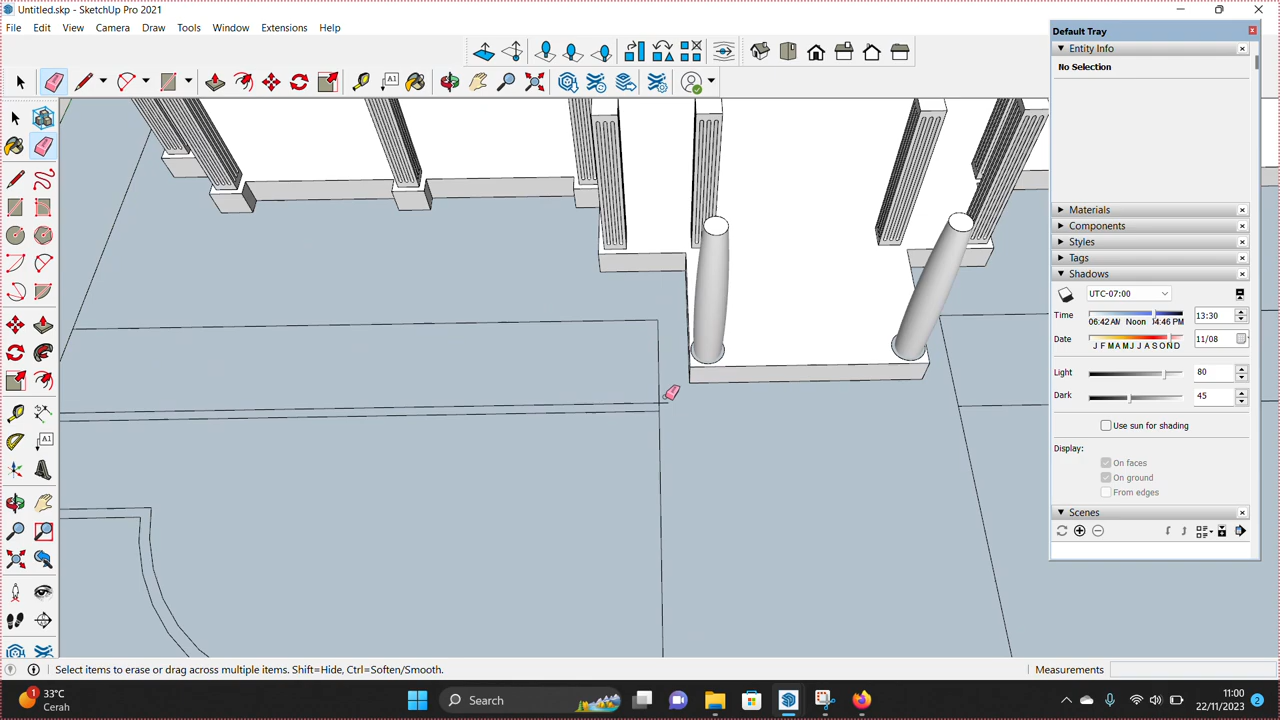 Untitled.skp - SketchUp Pro 2021
File Edit View Camera Draw Tools Window Extensions Help
Default Tray
Entity Info
No Selection
Materials
Components
Styles
Tags
Shadows
UTC-07:00
Time 06:42 AM Noon 04:46 PM 13:30
Date J F M A M J J A S O N D 11/08
Light 80
Dark 45
Use sun for shading
Display:
On faces
On ground
From edges
Scenes
A1
A1
Select items to erase or drag across multiple items. Shift=Hide, Ctrl=Soften/Smooth.
Measurements
1
33°C
Cerah
Search
11:00
22/11/2023
2